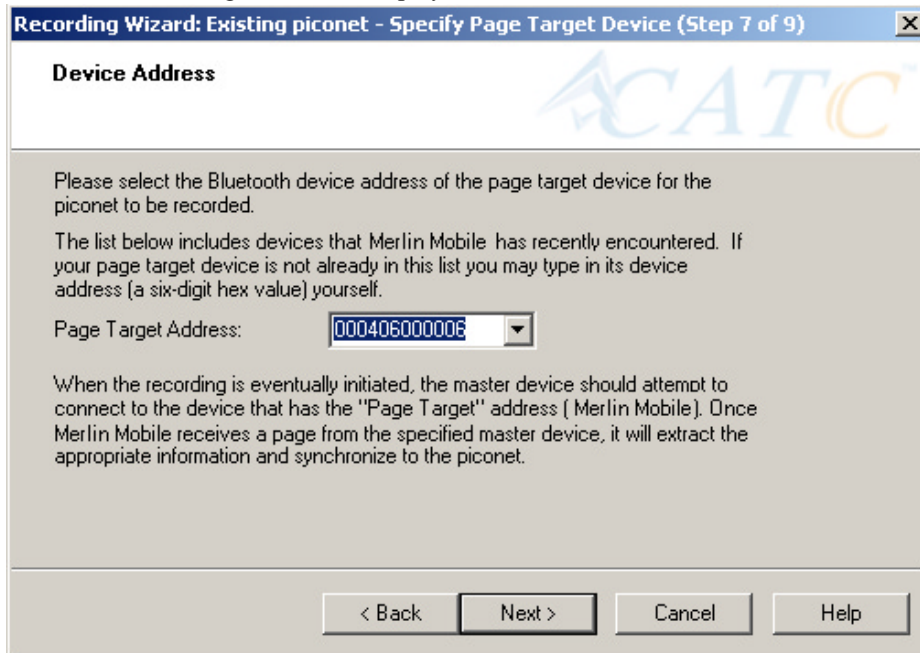 Recording Wizard: Existing piconet - Specify Page Target Device (Step 7 of 9)
Device Address
CATC
Please select the Bluetooth device address of the page target device for the
piconet to be recorded.
The list below includes devices that Merlin Mobile has recently encountered. If
your page target device is not already in this list you may type in its device
address (a six-digit hex value) yourself.
Page Target Address: 000406000006
When the recording is eventually initiated, the master device should attempt to
connect to the device that has the "Page Target" address ( Merlin Mobile). Once
Merlin Mobile receives a page from the specified master device, it will extract the
appropriate information and synchronize to the piconet.
< Back Next > Cancel Help